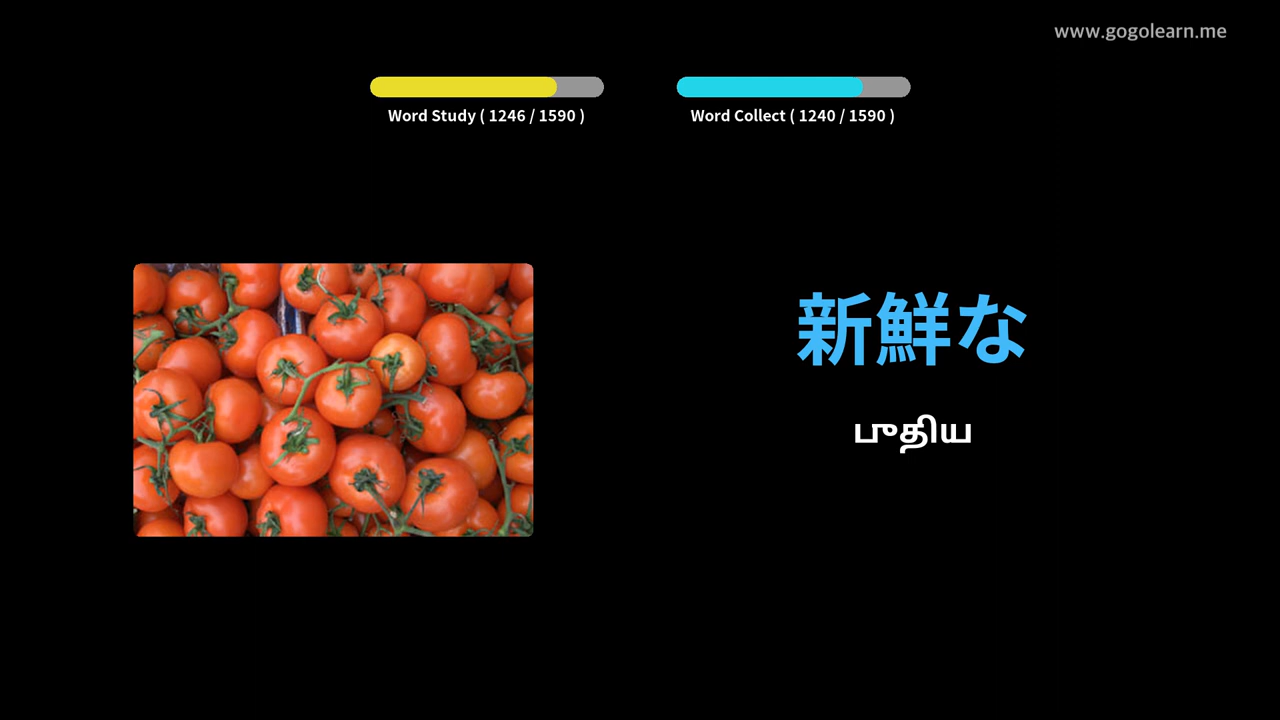 www.gogolearn.me
Word Study ( 1246 / 1590 )
Word Collect ( 1240 / 1590 )
新鮮な
புதிய